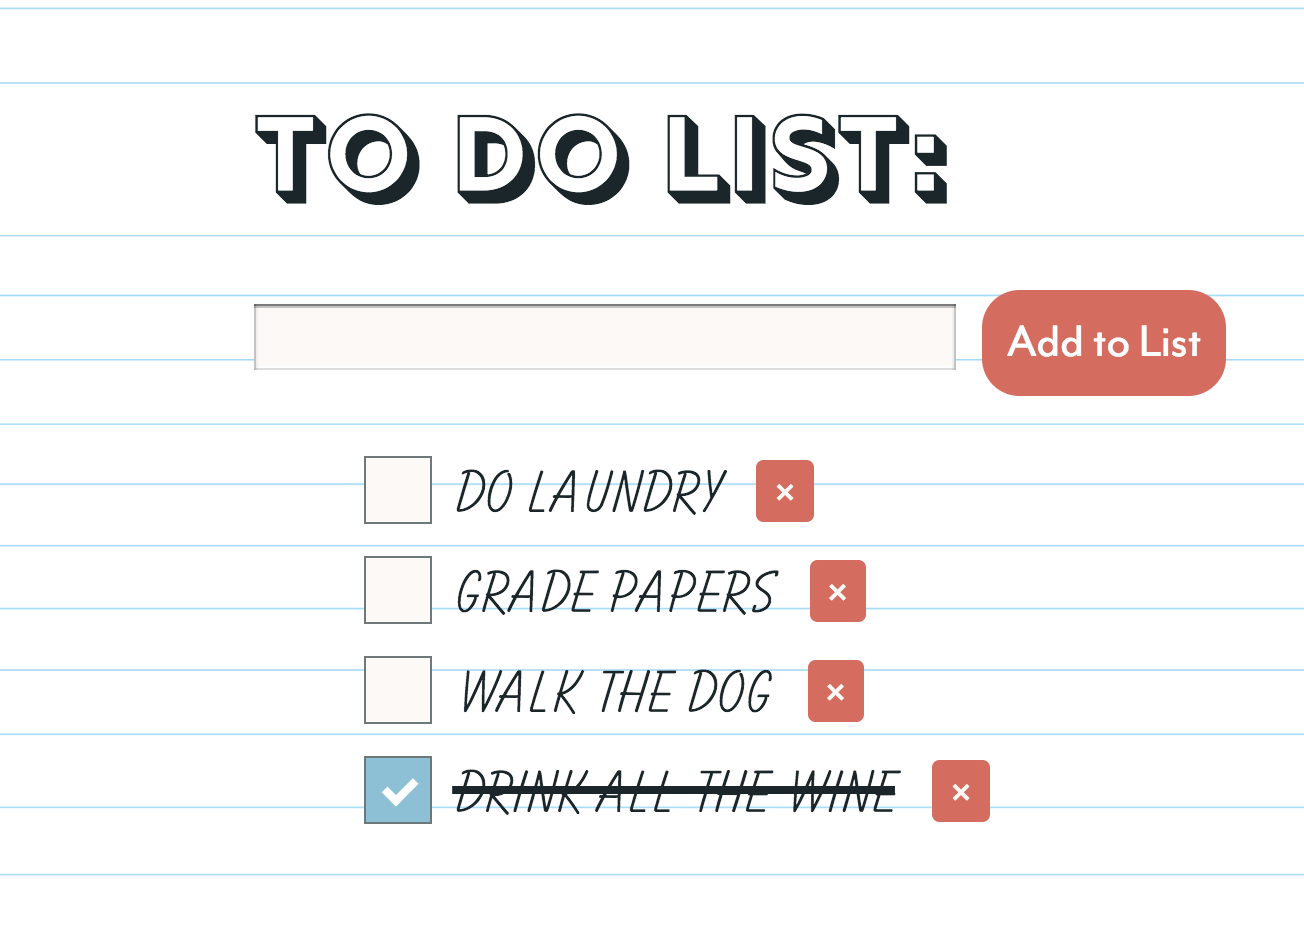 TO DO LIST:
Add to List
DO LAUNDRY ×
GRADE PAPERS ×
WALK THE DOG ×
DRINK ALL THE WINE ×